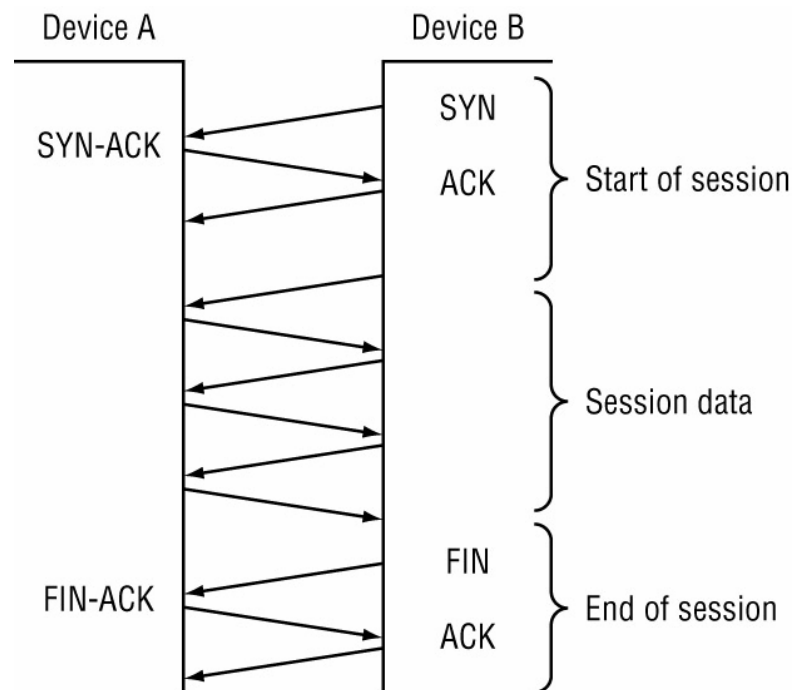 Device A
Device B
SYN
SYN-ACK
ACK
Start of session
Session data
FIN
FIN-ACK
ACK
End of session